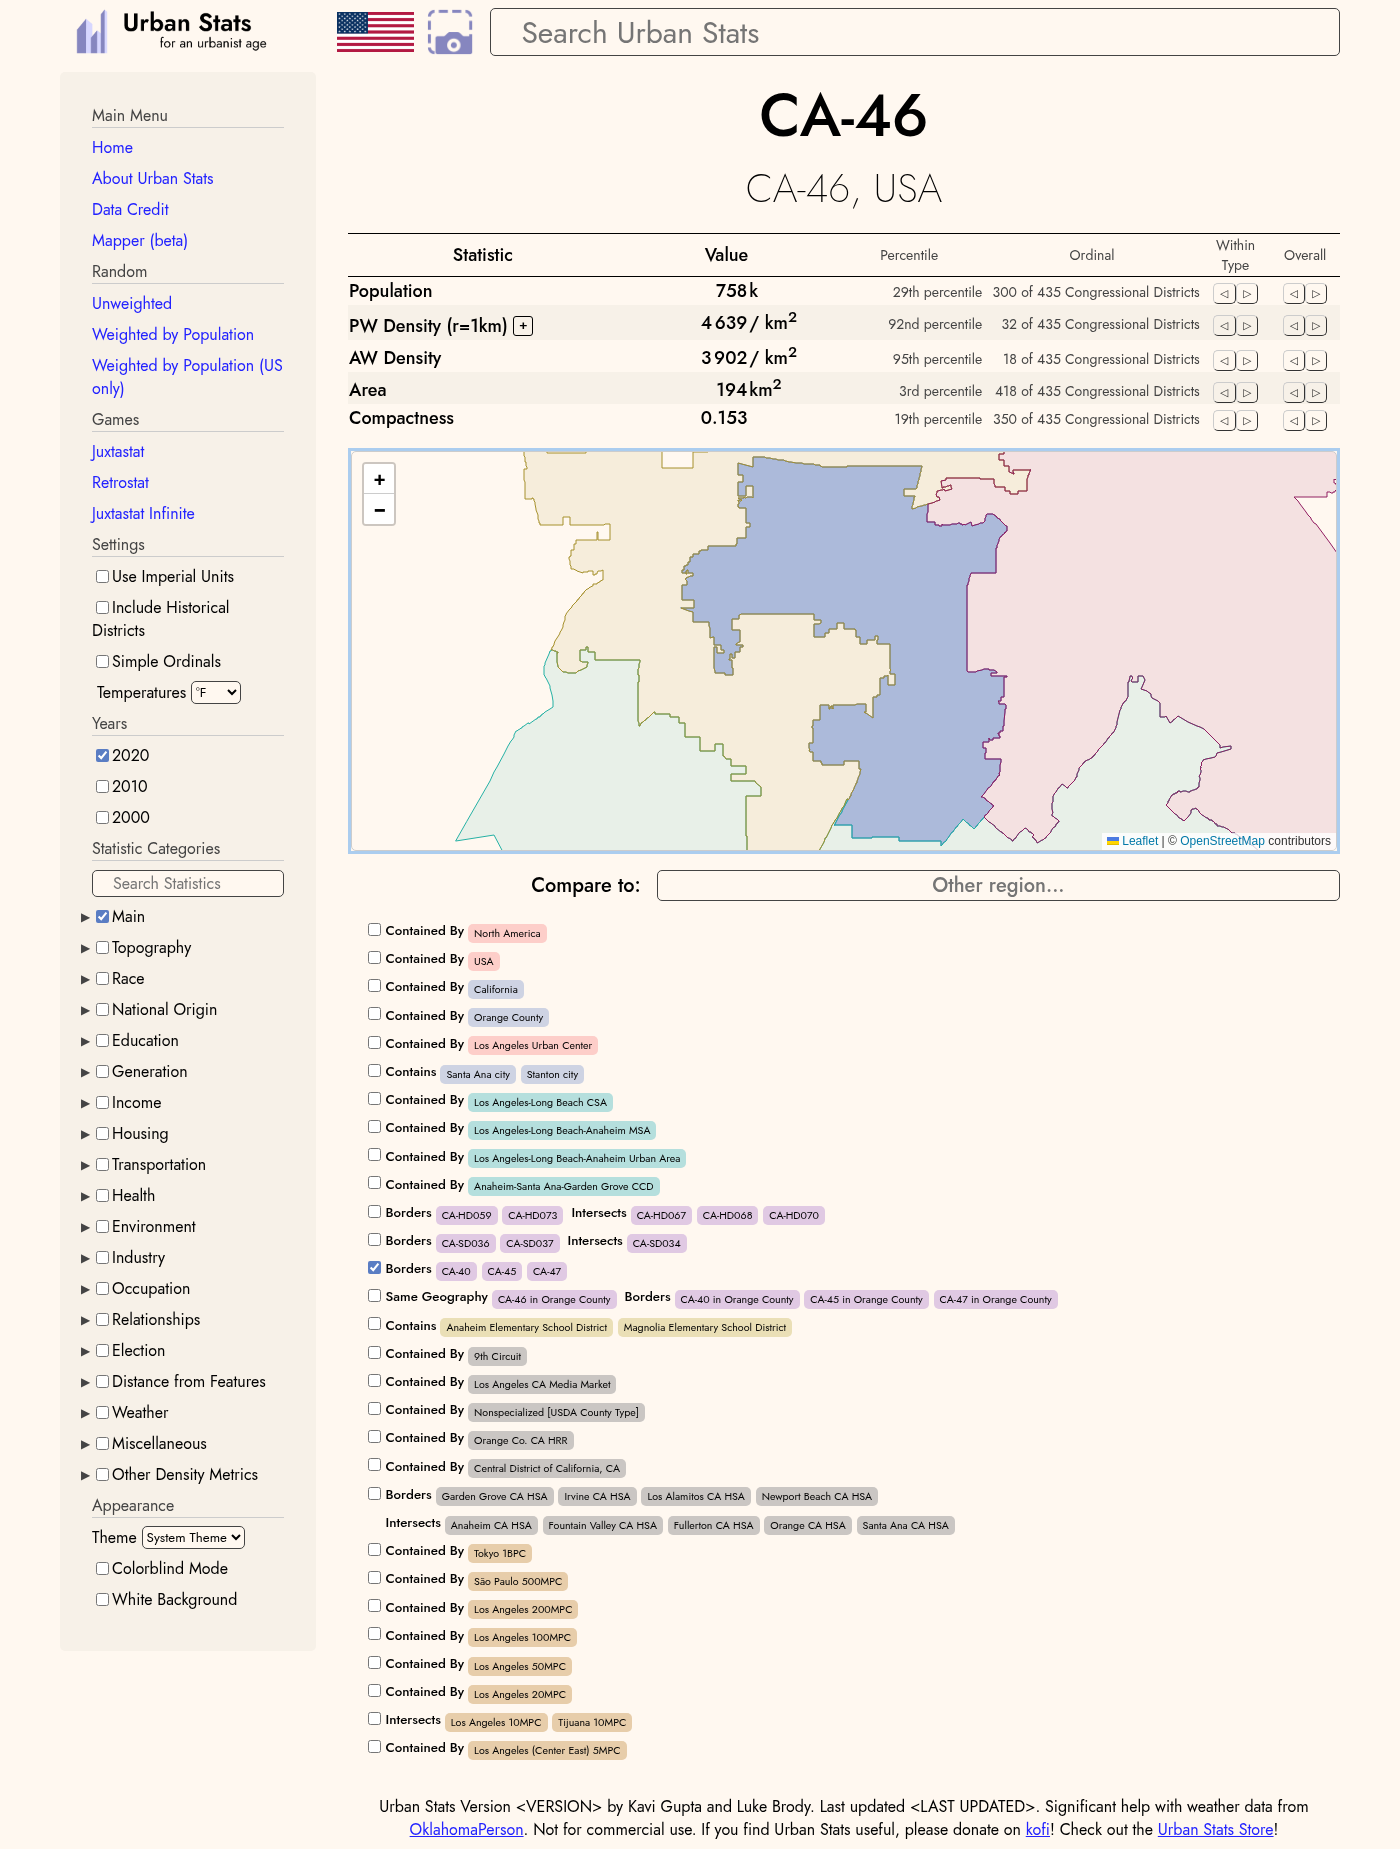 Urban Stats
for an urbanist age
Search Urban Stats
Main Menu
Home
About Urban Stats
Data Credit
Mapper (beta)
Random
Unweighted
Weighted by Population
Weighted by Population (US
only)
Games
Juxtastat
Retrostat
Juxtastat Infinite
Settings
Use Imperial Units
Include Historical
Districts
Simple Ordinals
Temperatures °F
Years
2020
2010
2000
Statistic Categories
Search Statistics
Main
Topography
Race
National Origin
Education
Generation
Income
Housing
Transportation
Health
Environment
Industry
Occupation
Relationships
Election
Distance from Features
Weather
Miscellaneous
Other Density Metrics
Appearance
Theme System Theme
Colorblind Mode
White Background
CA-46
CA-46, USA
Statistic Value Percentile Ordinal Within Type Overall
Population 758 k 29th percentile 300 of 435 Congressional Districts
PW Density (r=1km) + 4 639 / km² 92nd percentile 32 of 435 Congressional Districts
AW Density 3 902 / km² 95th percentile 18 of 435 Congressional Districts
Area 194 km² 3rd percentile 418 of 435 Congressional Districts
Compactness 0.153 19th percentile 350 of 435 Congressional Districts
+
−
Leaflet | © OpenStreetMap contributors
Compare to: Other region...
Contained By North America
Contained By USA
Contained By California
Contained By Orange County
Contained By Los Angeles Urban Center
Contains Santa Ana city Stanton city
Contained By Los Angeles-Long Beach CSA
Contained By Los Angeles-Long Beach-Anaheim MSA
Contained By Los Angeles-Long Beach-Anaheim Urban Area
Contained By Anaheim-Santa Ana-Garden Grove CCD
Borders CA-HD059 CA-HD073 Intersects CA-HD067 CA-HD068 CA-HD070
Borders CA-SD036 CA-SD037 Intersects CA-SD034
Borders CA-40 CA-45 CA-47
Same Geography CA-46 in Orange County Borders CA-40 in Orange County CA-45 in Orange County CA-47 in Orange County
Contains Anaheim Elementary School District Magnolia Elementary School District
Contained By 9th Circuit
Contained By Los Angeles CA Media Market
Contained By Nonspecialized [USDA County Type]
Contained By Orange Co. CA HRR
Contained By Central District of California, CA
Borders Garden Grove CA HSA Irvine CA HSA Los Alamitos CA HSA Newport Beach CA HSA
Intersects Anaheim CA HSA Fountain Valley CA HSA Fullerton CA HSA Orange CA HSA Santa Ana CA HSA
Contained By Tokyo 1BPC
Contained By São Paulo 500MPC
Contained By Los Angeles 200MPC
Contained By Los Angeles 100MPC
Contained By Los Angeles 50MPC
Contained By Los Angeles 20MPC
Intersects Los Angeles 10MPC Tijuana 10MPC
Contained By Los Angeles (Center East) 5MPC
Urban Stats Version <VERSION> by Kavi Gupta and Luke Brody. Last updated <LAST UPDATED>. Significant help with weather data from
OklahomaPerson. Not for commercial use. If you find Urban Stats useful, please donate on kofi! Check out the Urban Stats Store!